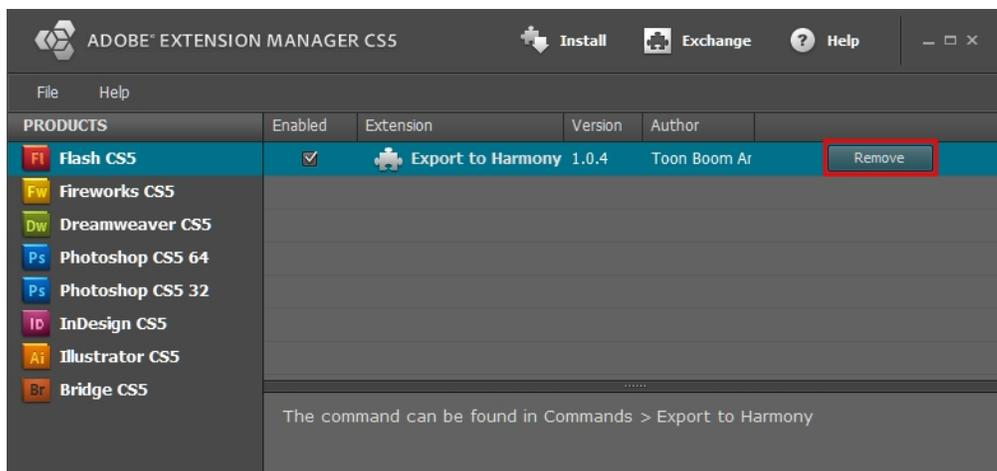 ADOBE® EXTENSION MANAGER CS5 Install Exchange ? Help
File Help
PRODUCTS Enabled Extension Version Author
Fl Flash CS5 Export to Harmony 1.0.4 Toon Boom Ar Remove
Fw Fireworks CS5
Dw Dreamweaver CS5
Ps Photoshop CS5 64
Ps Photoshop CS5 32
ID InDesign CS5
Ai Illustrator CS5
Br Bridge CS5
The command can be found in Commands > Export to Harmony